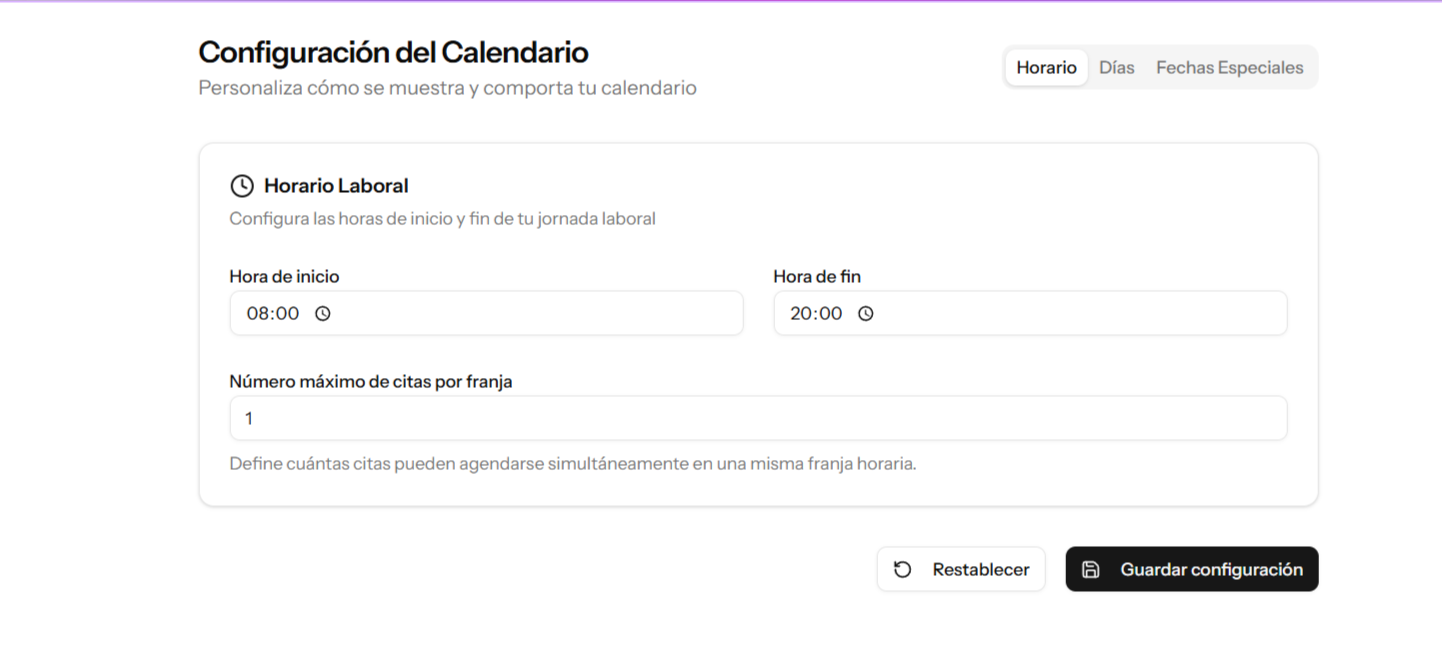 Configuración del Calendario
Personaliza cómo se muestra y comporta tu calendario
Horario Días Fechas Especiales
Horario Laboral
Configura las horas de inicio y fin de tu jornada laboral
Hora de inicio Hora de fin
08:00 20:00
Número máximo de citas por franja
1
Define cuántas citas pueden agendarse simultáneamente en una misma franja horaria.
Restablecer Guardar configuración